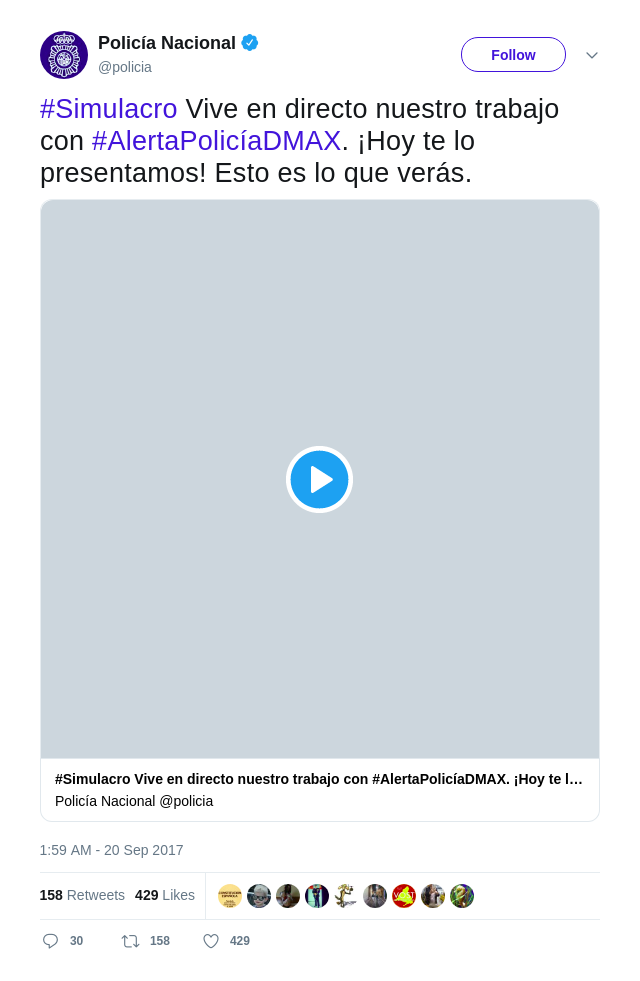 Policía Nacional
@policia
Follow
#Simulacro Vive en directo nuestro trabajo
con #AlertaPolicíaDMAX. ¡Hoy te lo
presentamos! Esto es lo que verás.
#Simulacro Vive en directo nuestro trabajo con #AlertaPolicíaDMAX. ¡Hoy te l…
Policía Nacional @policia
1:59 AM - 20 Sep 2017
158 Retweets 429 Likes
30 158 429